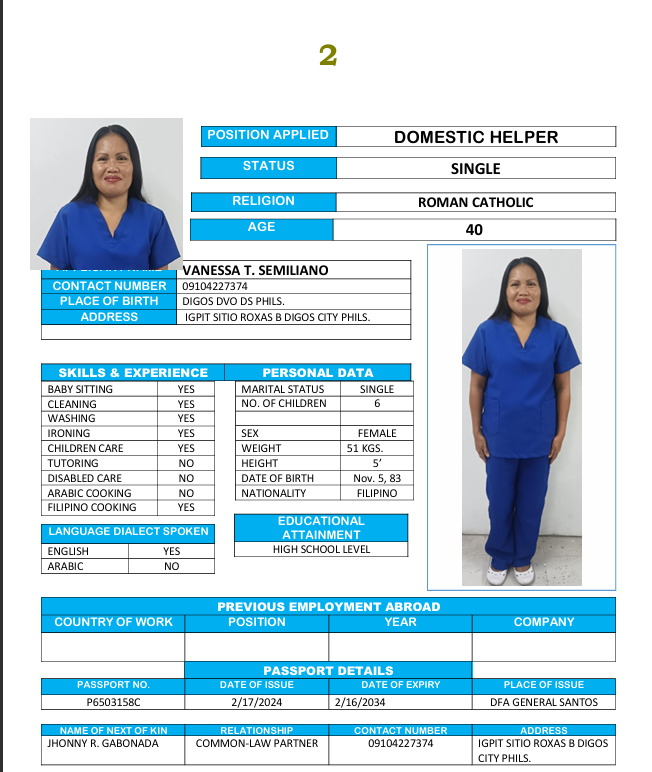 2
POSITION APPLIED DOMESTIC HELPER
STATUS SINGLE
RELIGION ROMAN CATHOLIC
AGE 40
VANESSA T. SEMILIANO
CONTACT NUMBER 09104227374
PLACE OF BIRTH DIGOS DVO DS PHILS.
ADDRESS IGPIT SITIO ROXAS B DIGOS CITY PHILS.
SKILLS & EXPERIENCE
BABY SITTING YES
CLEANING YES
WASHING YES
IRONING YES
CHILDREN CARE YES
TUTORING NO
DISABLED CARE NO
ARABIC COOKING NO
FILIPINO COOKING YES
LANGUAGE DIALECT SPOKEN
ENGLISH YES
ARABIC NO
PERSONAL DATA
MARITAL STATUS SINGLE
NO. OF CHILDREN 6
SEX FEMALE
WEIGHT 51 KGS.
HEIGHT 5’
DATE OF BIRTH Nov. 5, 83
NATIONALITY FILIPINO
EDUCATIONAL
ATTAINMENT
HIGH SCHOOL LEVEL
PREVIOUS EMPLOYMENT ABROAD
COUNTRY OF WORK POSITION YEAR COMPANY
PASSPORT DETAILS
PASSPORT NO. DATE OF ISSUE DATE OF EXPIRY PLACE OF ISSUE
P6503158C 2/17/2024 2/16/2034 DFA GENERAL SANTOS
NAME OF NEXT OF KIN RELATIONSHIP CONTACT NUMBER ADDRESS
JHONNY R. GABONADA COMMON-LAW PARTNER 09104227374 IGPIT SITIO ROXAS B DIGOS
CITY PHILS.